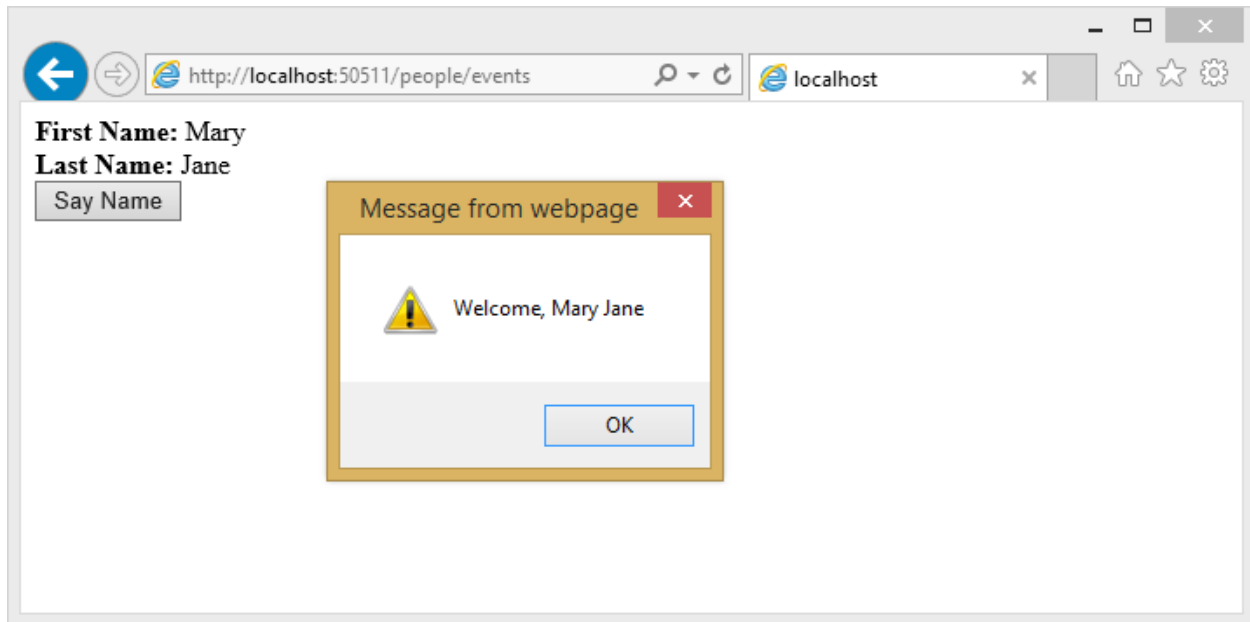 http://localhost:50511/people/events
localhost
First Name: Mary
Last Name: Jane
Say Name
Message from webpage
Welcome, Mary Jane
OK